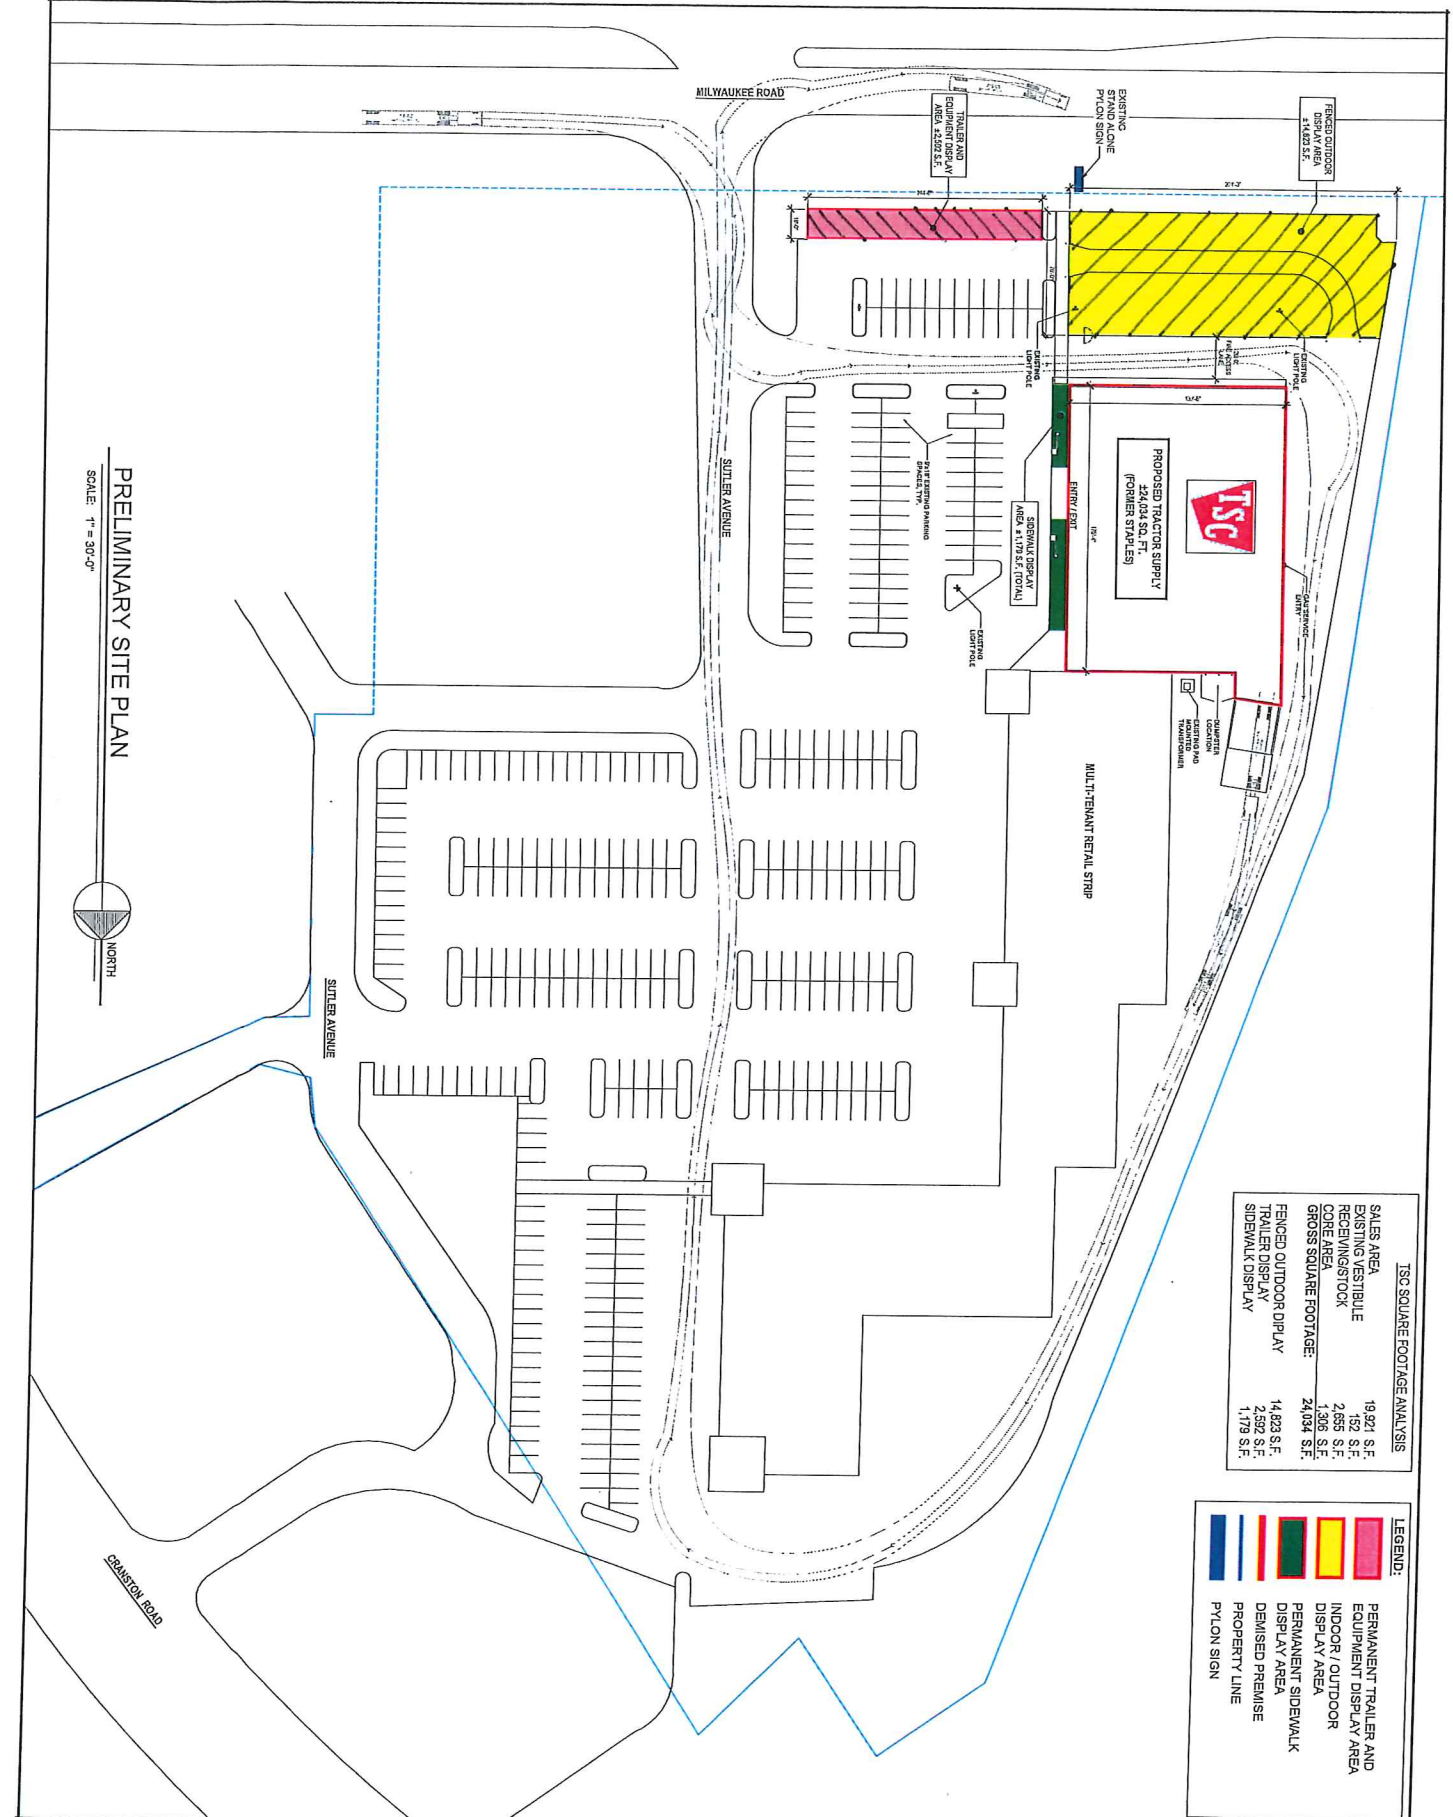 MILWAUKEE ROAD
EXISTING
STAND ALONE
PYLON SIGN
FENCED OUTDOOR
DISPLAY AREA
±14,823 S.F.
TRAILER AND
EQUIPMENT DISPLAY
AREA ±2,592 S.F.
EXISTING
LIGHT POLE
EXISTING
LIGHT POLE
TSC
PROPOSED TRACTOR SUPPLY
±24,034 SQ. FT.
(FORMER STAPLES)
ENTRY / EXIT
SIDEWALK DISPLAY
AREA ±1,179 S.F. (TOTAL)
9'x18' EXISTING PARKING
SPACES, TYP.
EXISTING
LIGHT POLE
DUMPSTER
LOCATION
EXISTING PAD
MOUNTED
TRANSFORMER
MULTI-TENANT RETAIL STRIP
SUTLER AVENUE
SUTLER AVENUE
CRANSTON ROAD
PRELIMINARY SITE PLAN
SCALE: 1" = 30'-0"
NORTH
TSC SQUARE FOOTAGE ANALYSIS
SALES AREA 19,921 S.F.
EXISTING VESTIBULE 152 S.F.
RECEIVING/STOCK 2,655 S.F.
CORE AREA 1,306 S.F.
GROSS SQUARE FOOTAGE: 24,034 S.F.
FENCED OUTDOOR DIPLAY 14,823 S.F.
TRAILER DISPLAY 2,592 S.F.
SIDEWALK DISPLAY 1,179 S.F.
LEGEND:
PERMANENT TRAILER AND
EQUIPMENT DISPLAY AREA
INDOOR / OUTDOOR
DISPLAY AREA
PERMANENT SIDEWALK
DISPLAY AREA
DEMISED PREMISE
PROPERTY LINE
PYLON SIGN